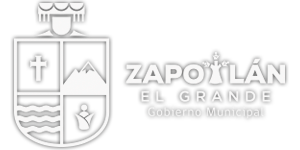 ZAPOTLÁN
EL GRANDE
Gobierno Municipal